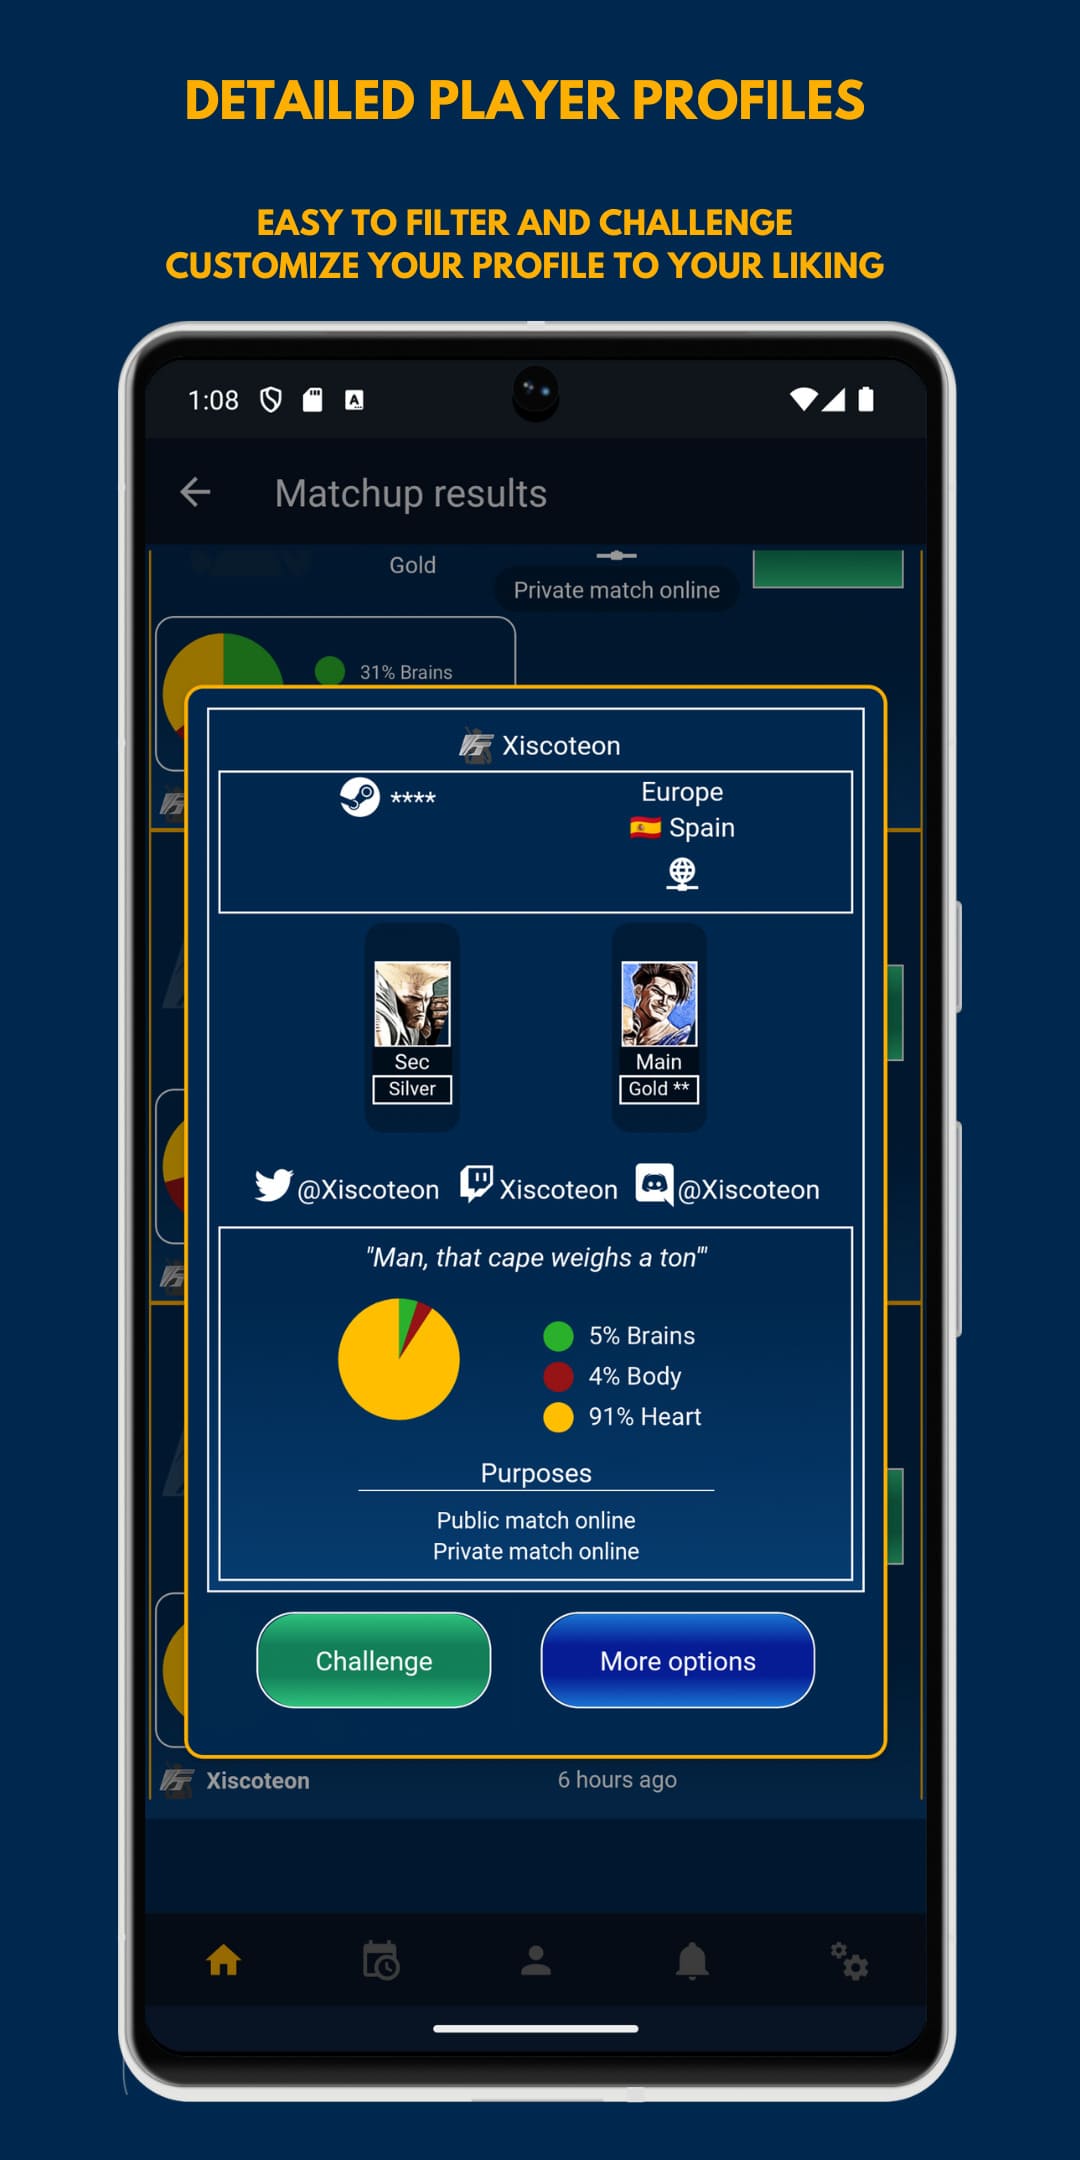 DETAILED PLAYER PROFILES
EASY TO FILTER AND CHALLENGE
CUSTOMIZE YOUR PROFILE TO YOUR LIKING
1:08
A
Matchup results
Gold
Private match online
31% Brains
Xiscoteon
****
Europe
Spain
Sec
Silver
Main
Gold **
@Xiscoteon Xiscoteon @Xiscoteon
"Man, that cape weighs a ton'"
5% Brains
4% Body
91% Heart
Purposes
Public match online
Private match online
Challenge
More options
Xiscoteon
6 hours ago